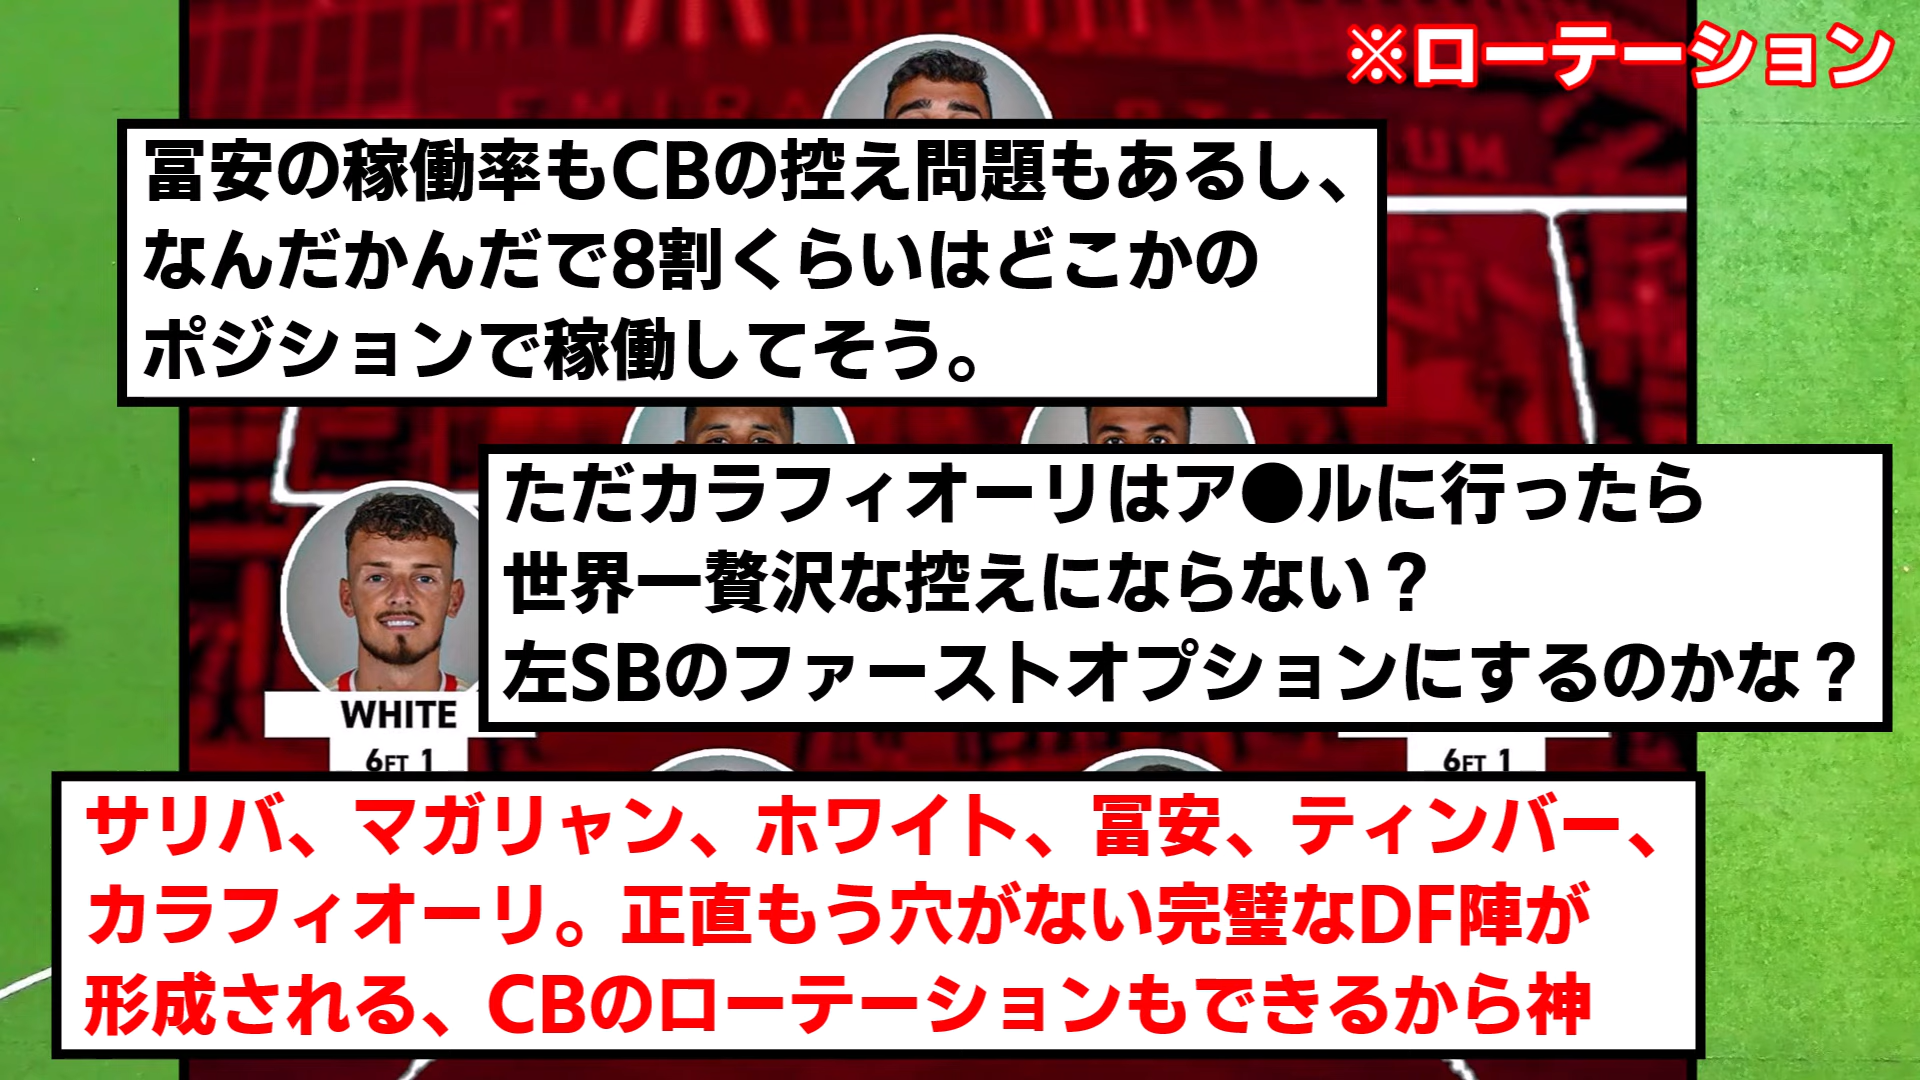 ※ローテーション
冨安の稼働率もCBの控え問題もあるし、
なんだかんだで8割くらいはどこかの
ポジションで稼働してそう。
ただカラフィオーリはア●ルに行ったら
世界一贅沢な控えにならない？
左SBのファーストオプションにするのかな？
WHITE
6FT 1
6FT 1
サリバ、マガリャン、ホワイト、冨安、ティンバー、
カラフィオーリ。正直もう穴がない完璧なDF陣が
形成される、CBのローテーションもできるから神